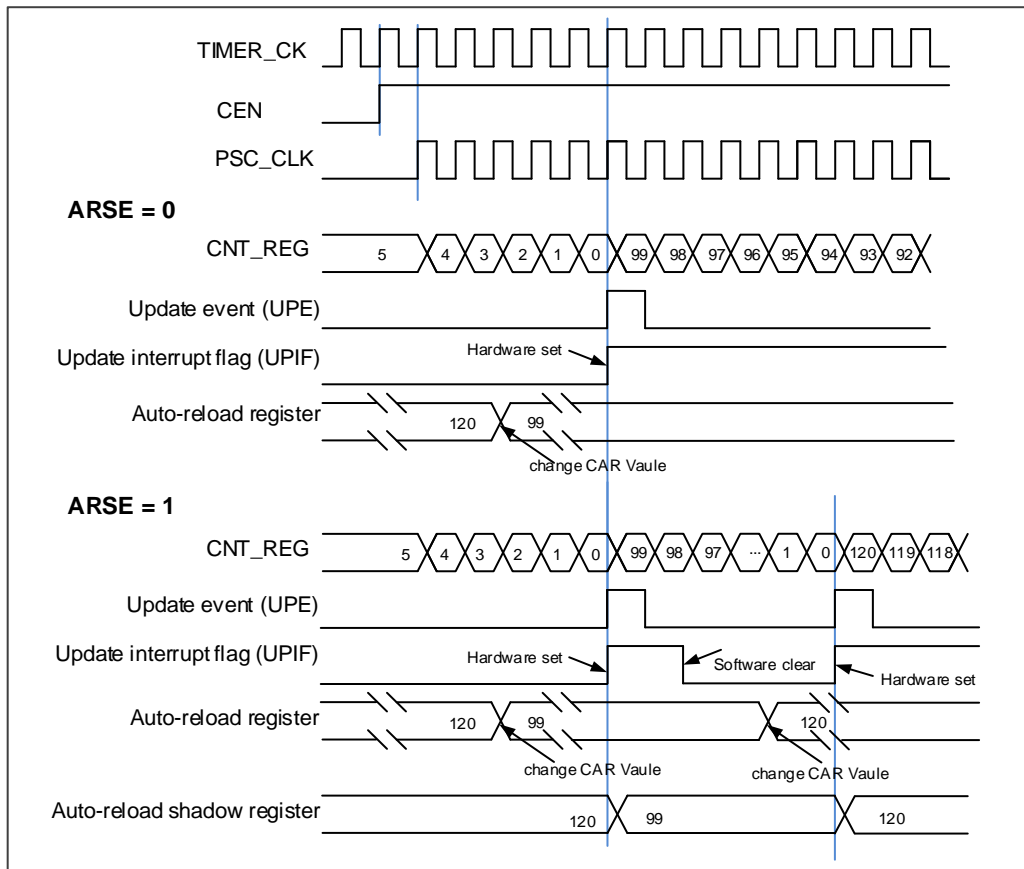 TIMER_CK
CEN
PSC_CLK
ARSE = 0
CNT_REG 5 4 3 2 1 0 99 98 97 96 95 94 93 92
Update event (UPE)
Update interrupt flag (UPIF) Hardware set
Auto-reload register 120 99
change CAR Vaule
ARSE = 1
CNT_REG 5 4 3 2 1 0 99 98 97 ... 1 0 120 119 118
Update event (UPE)
Update interrupt flag (UPIF) Hardware set Software clear Hardware set
Auto-reload register 120 99 120
change CAR Vaule change CAR Vaule
Auto-reload shadow register 120 99 120